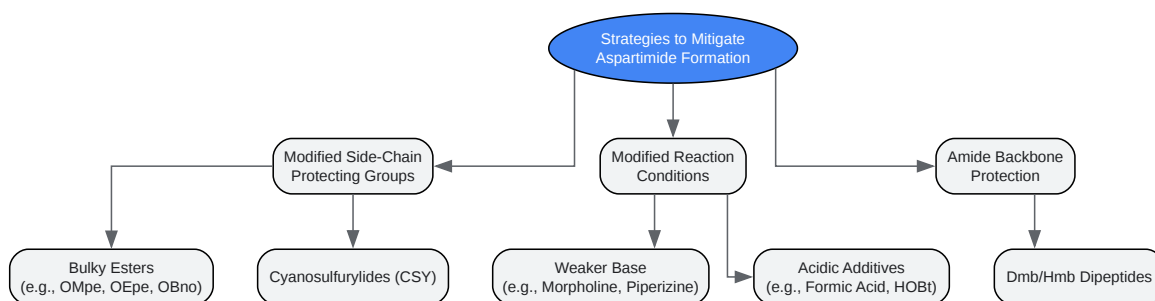 Strategies to Mitigate
Aspartimide Formation
Modified Side-Chain
Protecting Groups
Modified Reaction
Conditions
Amide Backbone
Protection
Bulky Esters
(e.g., OMpe, OEpe, OBno)
Cyanosulfurylides (CSY)
Weaker Base
(e.g., Morpholine, Piperizine)
Acidic Additives
(e.g., Formic Acid, HOBt)
Dmb/Hmb Dipeptides